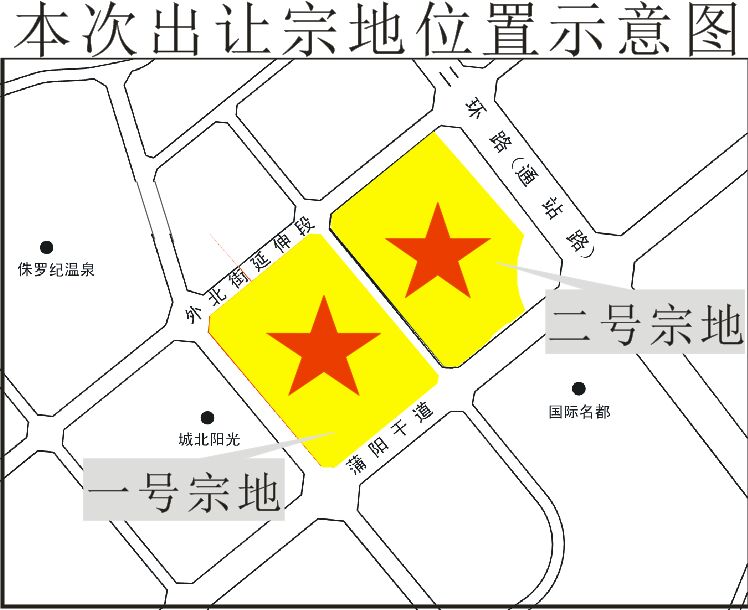 本次出让宗地位置示意图
二环路(通站路)
外北街延伸段
侏罗纪温泉
二号宗地
国际名都
蒲阳干道
城北阳光
一号宗地